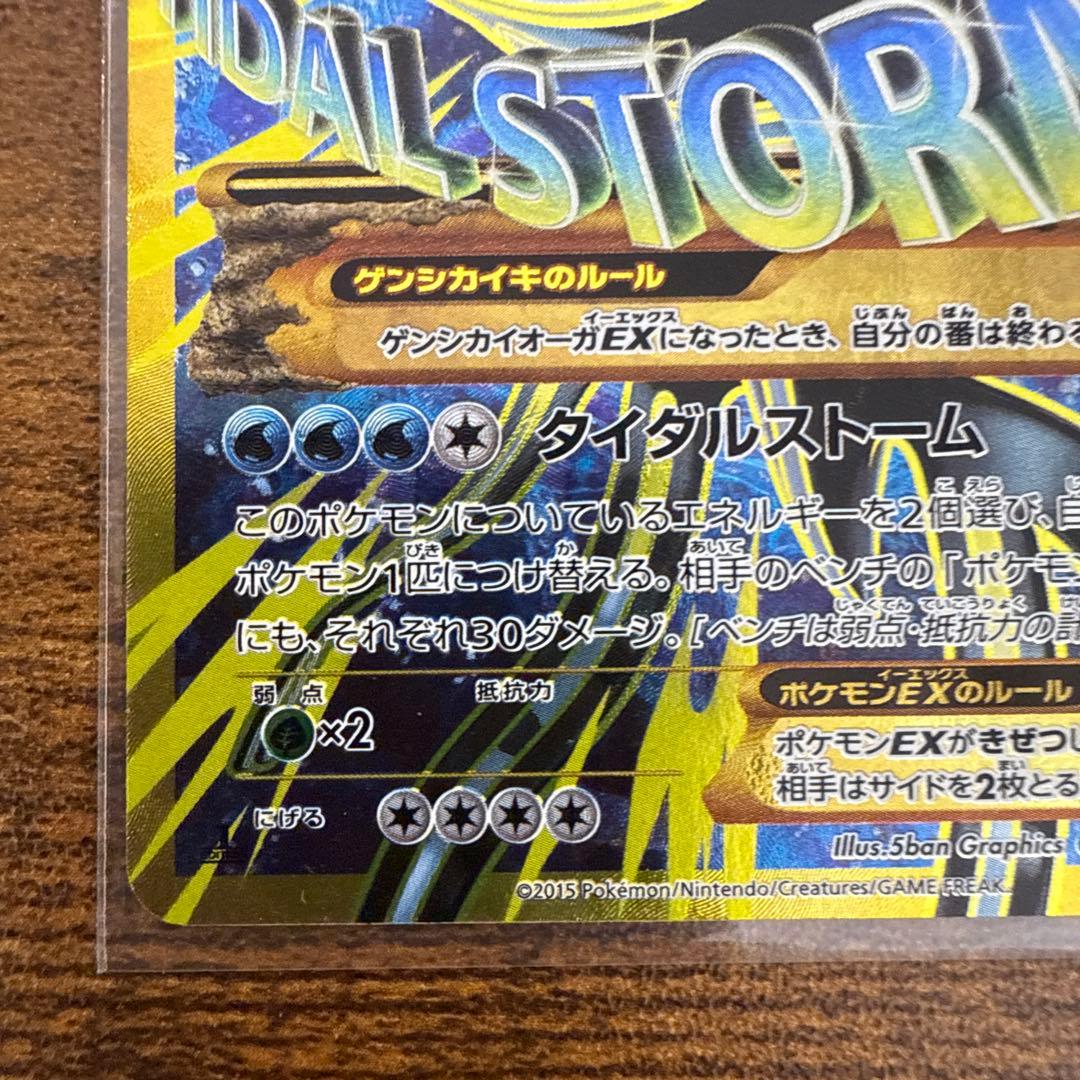 TIDAL STORM
ゲンシカイキのルール
ゲンシカイオーガEXになったとき、自分の番は終わる
タイダルストーム
このポケモンについているエネルギーを2個選び、自
ポケモン1匹につけ替える。相手のベンチの「ポケモ
にも、それぞれ30ダメージ。[ベンチは弱点・抵抗力の計
弱点 抵抗力
×2
にげる
ポケモンEXのルール
ポケモンEXがきぜつし
相手はサイドを2枚とる
Illus.5ban Graphics
©2015 Pokémon/Nintendo/Creatures/GAME FREAK.